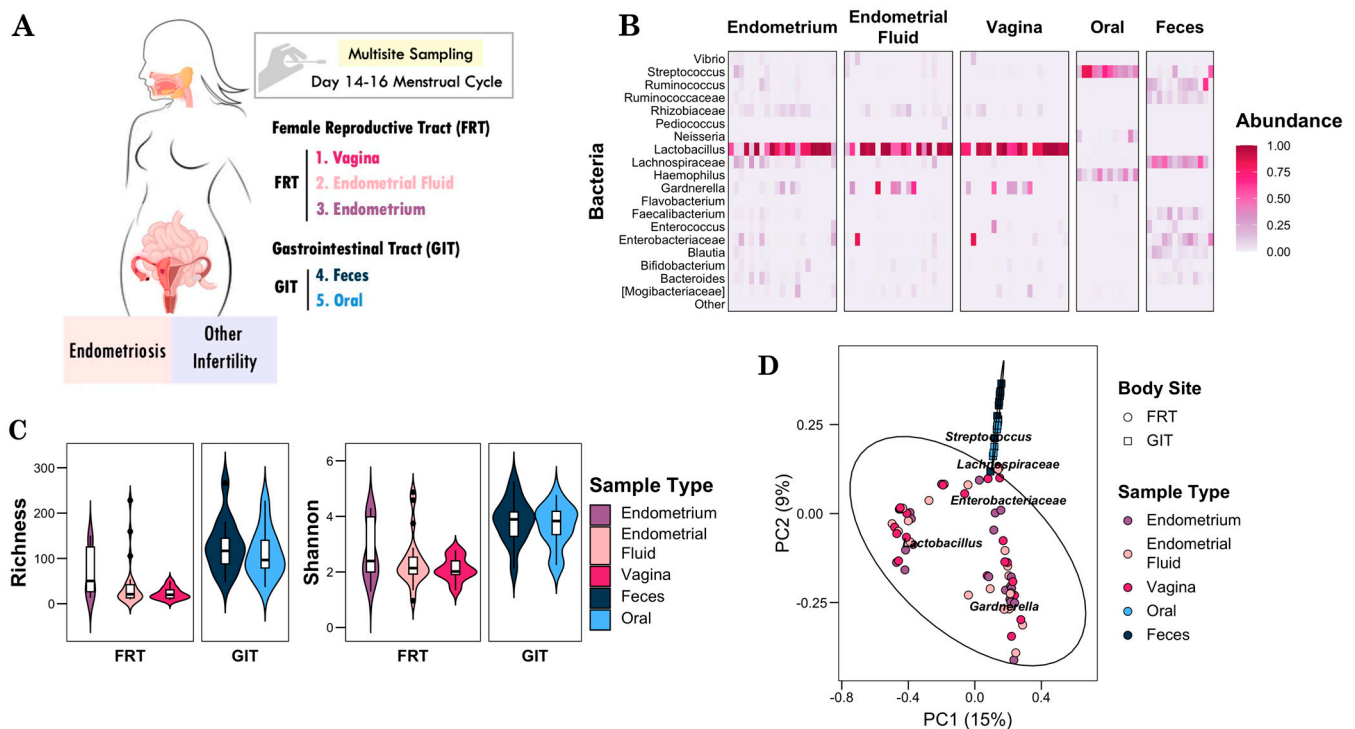 A
Multisite Sampling
Day 14-16 Menstrual Cycle
Female Reproductive Tract (FRT)
FRT
1. Vagina
2. Endometrial Fluid
3. Endometrium
Gastrointestinal Tract (GIT)
GIT
4. Feces
5. Oral
Endometriosis
Other
Infertility
B
Endometrium
Endometrial
Fluid
Vagina
Oral
Feces
Bacteria
Vibrio
Streptococcus
Ruminococcus
Ruminococcaceae
Rhizobiaceae
Pediococcus
Neisseria
Lactobacillus
Lachnospiraceae
Haemophilus
Gardnerella
Flavobacterium
Faecalibacterium
Enterococcus
Enterobacteriaceae
Blautia
Bifidobacterium
Bacteroides
[Mogibacteriaceae]
Other
Abundance
1.00
0.75
0.50
0.25
0.00
C
Richness
300
200
100
0
FRT
GIT
Shannon
6
4
2
0
FRT
GIT
Sample Type
Endometrium
Endometrial
Fluid
Vagina
Feces
Oral
D
PC2 (9%)
0.25
0.00
-0.25
Streptococcus
Lachnospiraceae
Enterobacteriaceae
Lactobacillus
Gardnerella
-0.8
-0.4
0.0
0.4
PC1 (15%)
Body Site
FRT
GIT
Sample Type
Endometrium
Endometrial
Fluid
Vagina
Oral
Feces